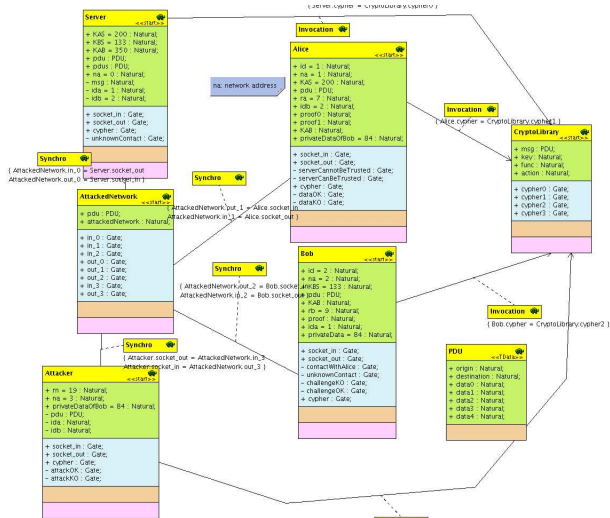 { Server.cypher = CryptoLibrary.cypher0 }
Server
<<start>>
+ KAS = 200 : Natural;
+ KBS = 133 : Natural;
+ KAB = 350 : Natural;
+ pdu : PDU;
+ pdus : PDU;
+ na = 0 : Natural;
- msg : Natural;
- ida = 1 : Natural;
- idb = 2 : Natural;
+ socket_in : Gate;
+ socket_out : Gate;
+ cypher : Gate;
- unknownContact : Gate;
Invocation
Alice
<<start>>
+ id = 1 : Natural;
+ na = 1 : Natural;
+ KAS = 200 : Natural;
+ pdu : PDU;
+ ra = 7 : Natural;
+ idb = 2 : Natural;
+ proof0 : Natural;
+ proof1 : Natural;
+ KAB : Natural;
+ privateDataOfBob = 84 : Natural;
+ socket_in : Gate;
+ socket_out : Gate;
- serverCannotBeTrusted : Gate;
- serverCanBeTrusted : Gate;
+ cypher : Gate;
- dataOK : Gate;
- dataKO : Gate;
na: network address
Invocation
{ Alice.cypher = CryptoLibrary.cypher1 }
CryptoLibrary
<<start>>
+ msg : PDU;
+ key : Natural;
+ func : Natural;
+ action : Natural;
+ cypher0 : Gate;
+ cypher1 : Gate;
+ cypher2 : Gate;
+ cypher3 : Gate;
Synchro
{ AttackedNetwork.in_0 = Server.socket_out
AttackedNetwork.out_0 = Server.socket_in }
Synchro
{ AttackedNetwork.out_1 = Alice.socket_in
AttackedNetwork.in_1 = Alice.socket_out }
AttackedNetwork
<<start>>
+ pdu : PDU;
+ attackedNetwork : Natural;
+ in_0 : Gate;
+ in_1 : Gate;
+ in_2 : Gate;
+ out_0 : Gate;
+ out_1 : Gate;
+ out_2 : Gate;
+ in_3 : Gate;
+ out_3 : Gate;
Synchro
{ AttackedNetwork.out_2 = Bob.socket_in
AttackedNetwork.in_2 = Bob.socket_out }
Bob
<<start>>
+ id = 2 : Natural;
+ na = 2 : Natural;
+ KBS = 133 : Natural;
+ pdu : PDU;
+ KAB : Natural;
+ rb = 9 : Natural;
+ proof : Natural;
+ ida = 1 : Natural;
+ privateData = 84 : Natural;
+ socket_in : Gate;
+ socket_out : Gate;
- contactWithAlice : Gate;
- unknownContact : Gate;
- challengeKO : Gate;
- challengeOK : Gate;
+ cypher : Gate;
Invocation
{ Bob.cypher = CryptoLibrary.cypher2 }
Synchro
{ Attacker.socket_out = AttackedNetwork.in_3
Attacker.socket_in = AttackedNetwork.out_3 }
PDU
<<TData>>
+ origin : Natural;
+ destination : Natural;
+ data0 : Natural;
+ data1 : Natural;
+ data2 : Natural;
+ data3 : Natural;
+ data4 : Natural;
Attacker
<<start>>
+ rn = 19 : Natural;
+ na = 3 : Natural;
+ privateDataOfBob = 84 : Natural;
- pdu : PDU;
- ida : Natural;
- idb : Natural;
+ socket_in : Gate;
+ socket_out : Gate;
+ cypher : Gate;
- attackOK : Gate;
- attackKO : Gate;